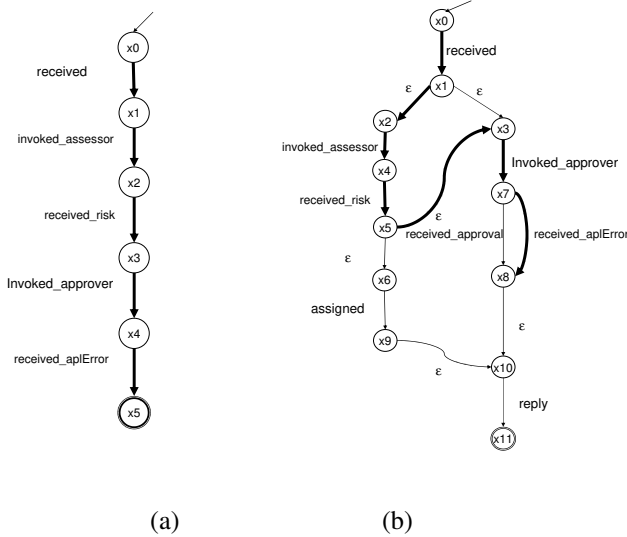 x0
received
x1
invoked_assessor
x2
received_risk
x3
Invoked_approver
x4
received_aplError
x5
(a)
x0
received
x1
ε
ε
x2
x3
invoked_assessor
Invoked_approver
x4
received_risk
x7
x5
ε
received_approval
received_aplError
ε
x6
x8
assigned
ε
x9
ε
x10
reply
x11
(b)